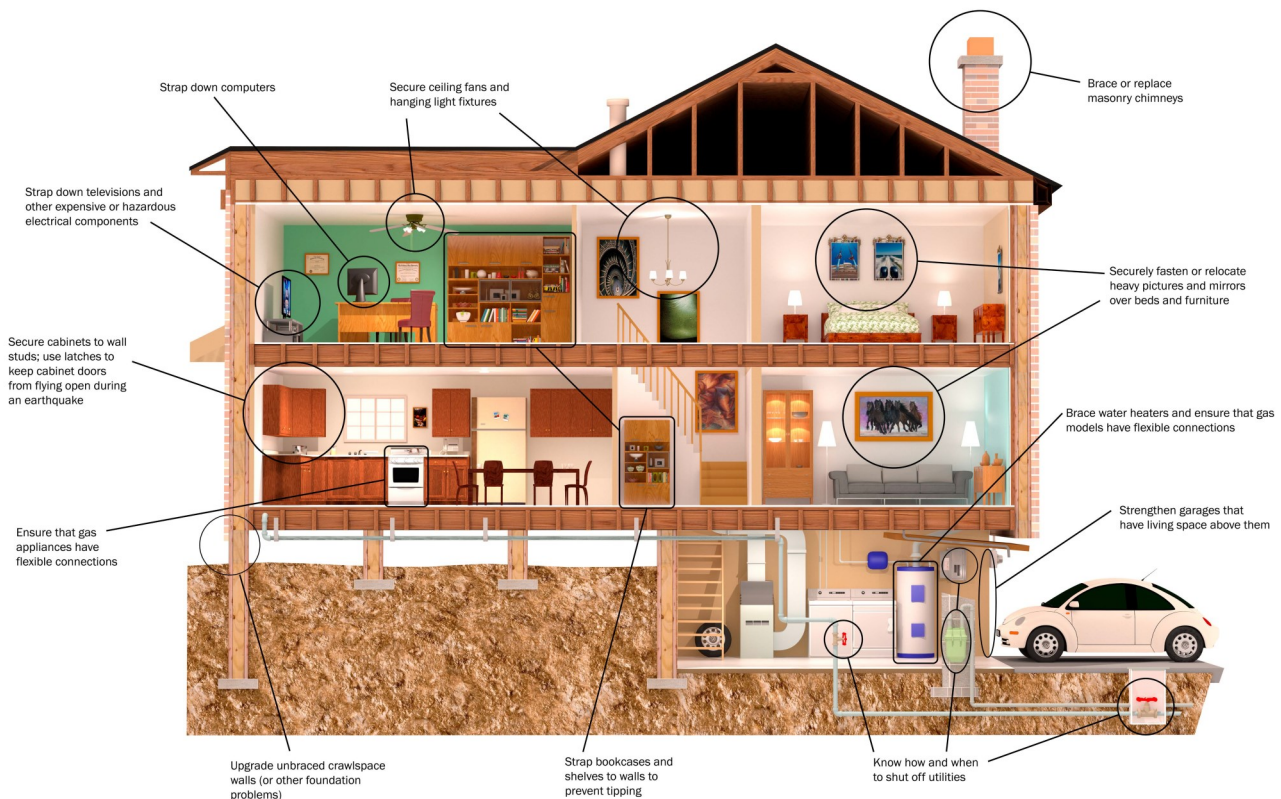 Strap down computers
Secure ceiling fans and
hanging light fixtures
Brace or replace
masonry chimneys
Strap down televisions and
other expensive or hazardous
electrical components
Securely fasten or relocate
heavy pictures and mirrors
over beds and furniture
Secure cabinets to wall
studs; use latches to
keep cabinet doors
from flying open during
an earthquake
Brace water heaters and ensure that gas
models have flexible connections
Ensure that gas
appliances have
flexible connections
Strengthen garages that
have living space above them
Upgrade unbraced crawlspace
walls (or other foundation
problems)
Strap bookcases and
shelves to walls to
prevent tipping
Know how and when
to shut off utilities